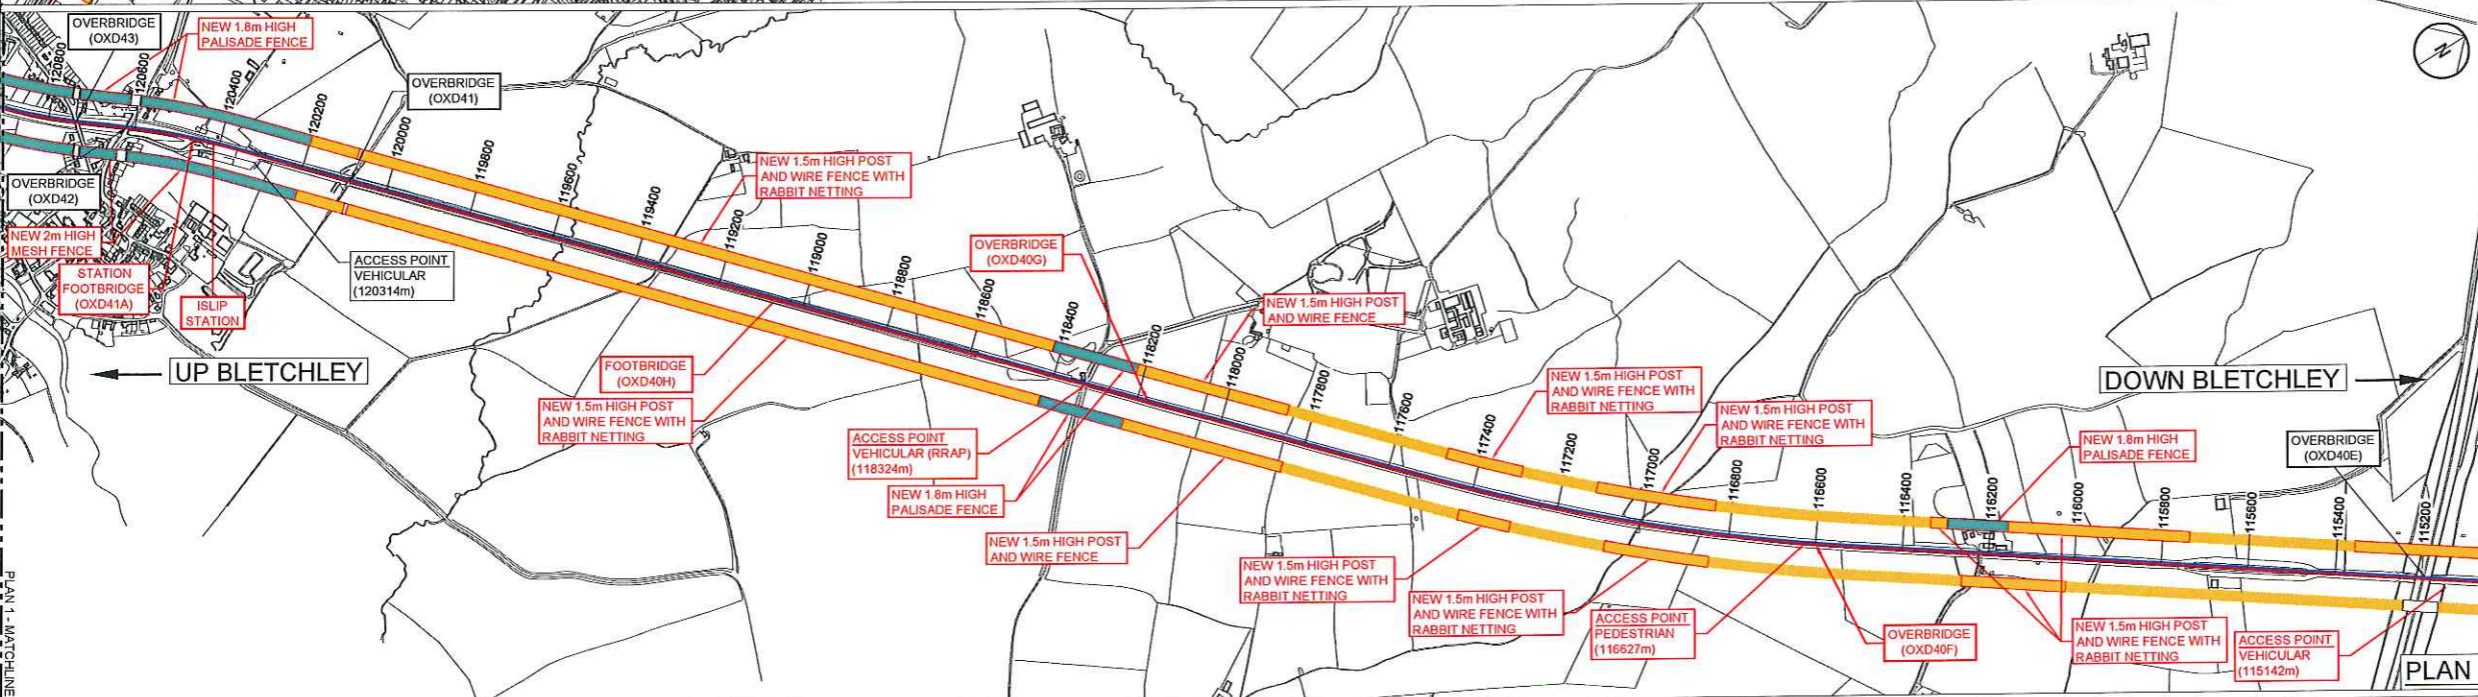 OVERBRIDGE
(OXD43)
NEW 1.8m HIGH
PALISADE FENCE
OVERBRIDGE
(OXD41)
OVERBRIDGE
(OXD42)
NEW 2m HIGH
MESH FENCE
STATION
FOOTBRIDGE
(OXD41A)
ISLIP
STATION
ACCESS POINT
VEHICULAR
(120314m)
UP BLETCHLEY
NEW 1.5m HIGH POST
AND WIRE FENCE WITH
RABBIT NETTING
FOOTBRIDGE
(OXD40H)
NEW 1.5m HIGH POST
AND WIRE FENCE WITH
RABBIT NETTING
OVERBRIDGE
(OXD40G)
ACCESS POINT
VEHICULAR (RRAP)
(118324m)
NEW 1.8m HIGH
PALISADE FENCE
NEW 1.5m HIGH POST
AND WIRE FENCE
NEW 1.5m HIGH POST
AND WIRE FENCE
NEW 1.5m HIGH POST
AND WIRE FENCE WITH
RABBIT NETTING
NEW 1.5m HIGH POST
AND WIRE FENCE WITH
RABBIT NETTING
NEW 1.5m HIGH POST
AND WIRE FENCE WITH
RABBIT NETTING
NEW 1.5m HIGH POST
AND WIRE FENCE WITH
RABBIT NETTING
ACCESS POINT
PEDESTRIAN
(116627m)
OVERBRIDGE
(OXD40F)
NEW 1.8m HIGH
PALISADE FENCE
NEW 1.5m HIGH POST
AND WIRE FENCE WITH
RABBIT NETTING
DOWN BLETCHLEY
OVERBRIDGE
(OXD40E)
ACCESS POINT
VEHICULAR
(115142m)
PLAN
N
120800
120600
120400
120200
120000
119800
119600
119400
119200
119000
118800
118600
118400
118200
118000
117800
117600
117400
117200
117000
116800
116600
116400
116200
116000
115800
115600
115400
115200
PLAN 1 - MATCHLINE